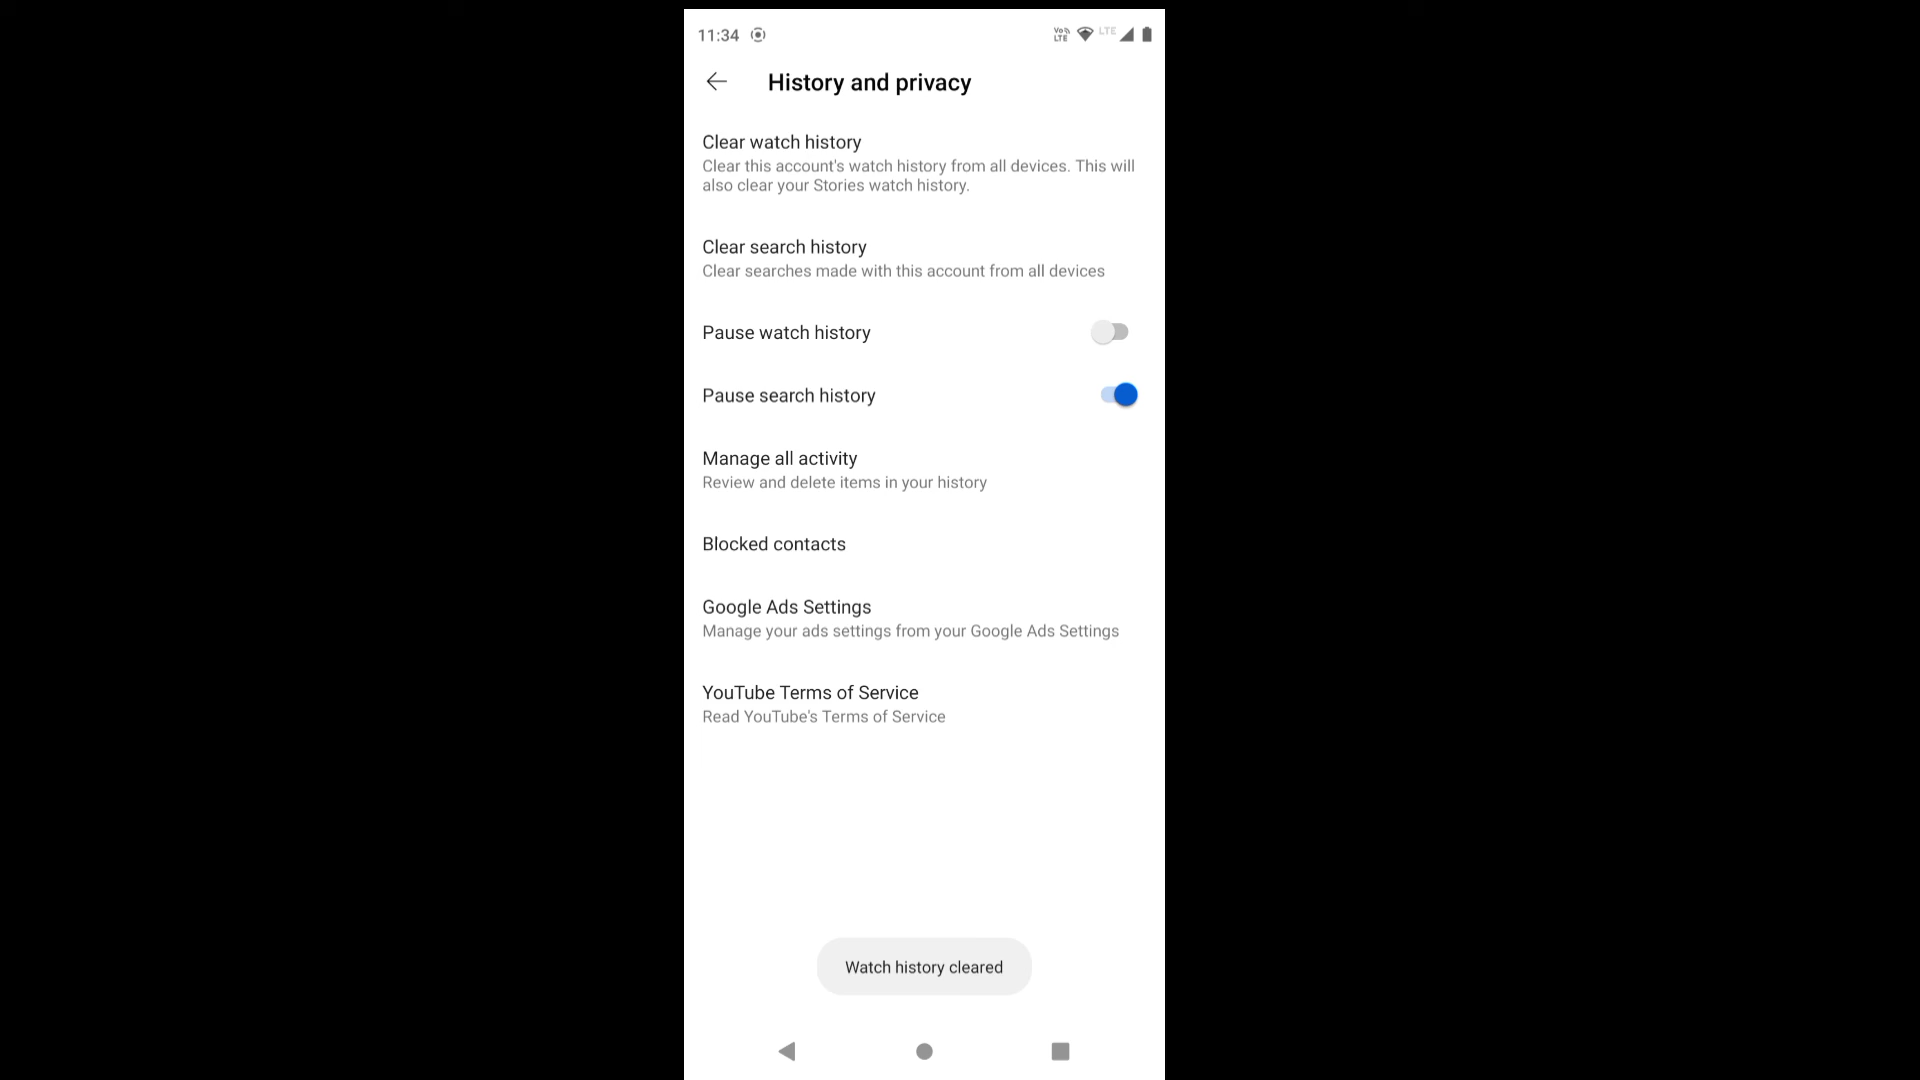 11:34
Vo LTE LTE
History and privacy
Clear watch history
Clear this account's watch history from all devices. This will
also clear your Stories watch history.
Clear search history
Clear searches made with this account from all devices
Pause watch history
Pause search history
Manage all activity
Review and delete items in your history
Blocked contacts
Google Ads Settings
Manage your ads settings from your Google Ads Settings
YouTube Terms of Service
Read YouTube's Terms of Service
Watch history cleared